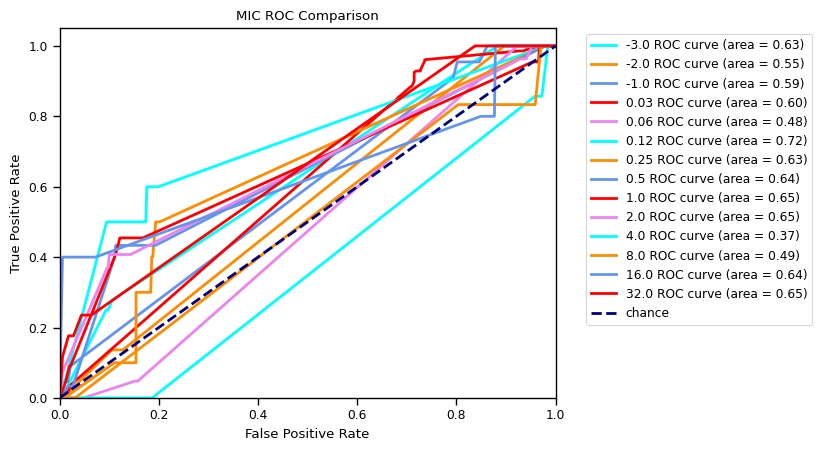 MIC ROC Comparison
1.0
0.8
0.6
0.4
0.2
0.0
True Positive Rate
0.0 0.2 0.4 0.6 0.8 1.0
False Positive Rate
-3.0 ROC curve (area = 0.63)
-2.0 ROC curve (area = 0.55)
-1.0 ROC curve (area = 0.59)
0.03 ROC curve (area = 0.60)
0.06 ROC curve (area = 0.48)
0.12 ROC curve (area = 0.72)
0.25 ROC curve (area = 0.63)
0.5 ROC curve (area = 0.64)
1.0 ROC curve (area = 0.65)
2.0 ROC curve (area = 0.65)
4.0 ROC curve (area = 0.37)
8.0 ROC curve (area = 0.49)
16.0 ROC curve (area = 0.64)
32.0 ROC curve (area = 0.65)
chance